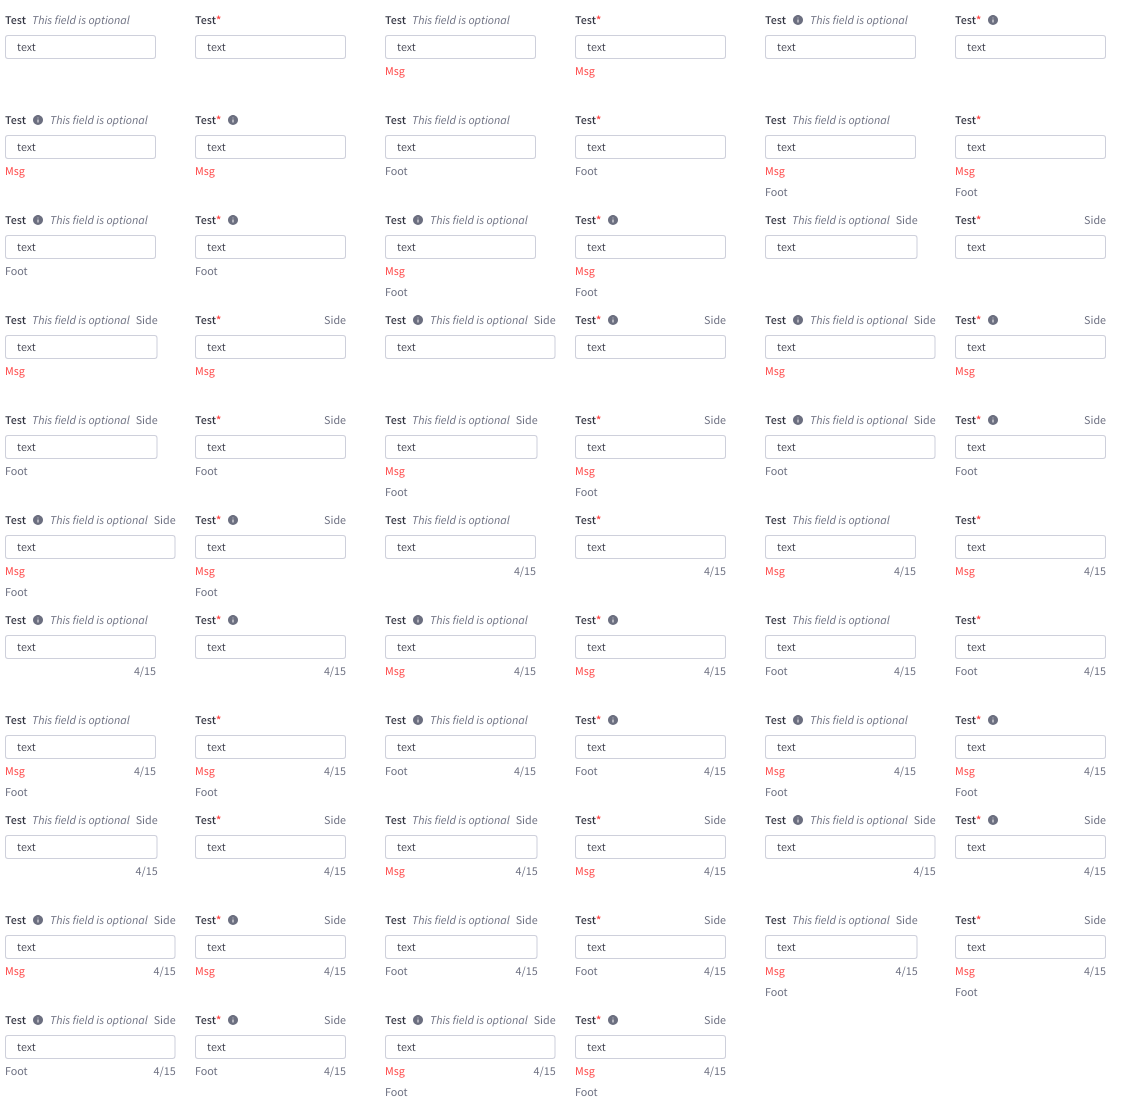 Test This field is optional Test* Test This field is optional Test* Test This field is optional Test*
text text text text text text
Msg Msg
Test This field is optional Test* Test This field is optional Test* Test This field is optional Test*
text text text text text text
Msg Msg Foot Foot Msg Msg
Foot Foot
Test This field is optional Test* Test This field is optional Test* Test This field is optional Side Test* Side
text text text text text text
Foot Foot Msg Msg
Foot Foot
Test This field is optional Side Test* Side Test This field is optional Side Test* Side Test This field is optional Side Test* Side
text text text text text text
Msg Msg Msg Msg
Test This field is optional Side Test* Side Test This field is optional Side Test* Side Test This field is optional Side Test* Side
text text text text text text
Foot Foot Msg Msg Foot Foot
Foot Foot
Test This field is optional Side Test* Side Test This field is optional Test* Test This field is optional Test*
text text text text text text
Msg Msg 4/15 4/15 Msg 4/15 Msg 4/15
Foot Foot
Test This field is optional Test* Test This field is optional Test* Test This field is optional Test*
text text text text text text
4/15 4/15 Msg 4/15 Msg 4/15 Foot 4/15 Foot 4/15
Test This field is optional Test* Test This field is optional Test* Test This field is optional Test*
text text text text text text
Msg 4/15 Msg 4/15 Foot 4/15 Foot 4/15 Msg 4/15 Msg 4/15
Foot Foot Foot Foot
Test This field is optional Side Test* Side Test This field is optional Side Test* Side Test This field is optional Side Test* Side
text text text text text text
4/15 4/15 Msg 4/15 Msg 4/15 4/15 4/15
Test This field is optional Side Test* Side Test This field is optional Side Test* Side Test This field is optional Side Test* Side
text text text text text text
Msg 4/15 Msg 4/15 Foot 4/15 Foot 4/15 Msg 4/15 Msg 4/15
Foot Foot
Test This field is optional Side Test* Side Test This field is optional Side Test* Side
text text text text
Foot 4/15 Foot 4/15 Msg 4/15 Msg 4/15
Foot Foot